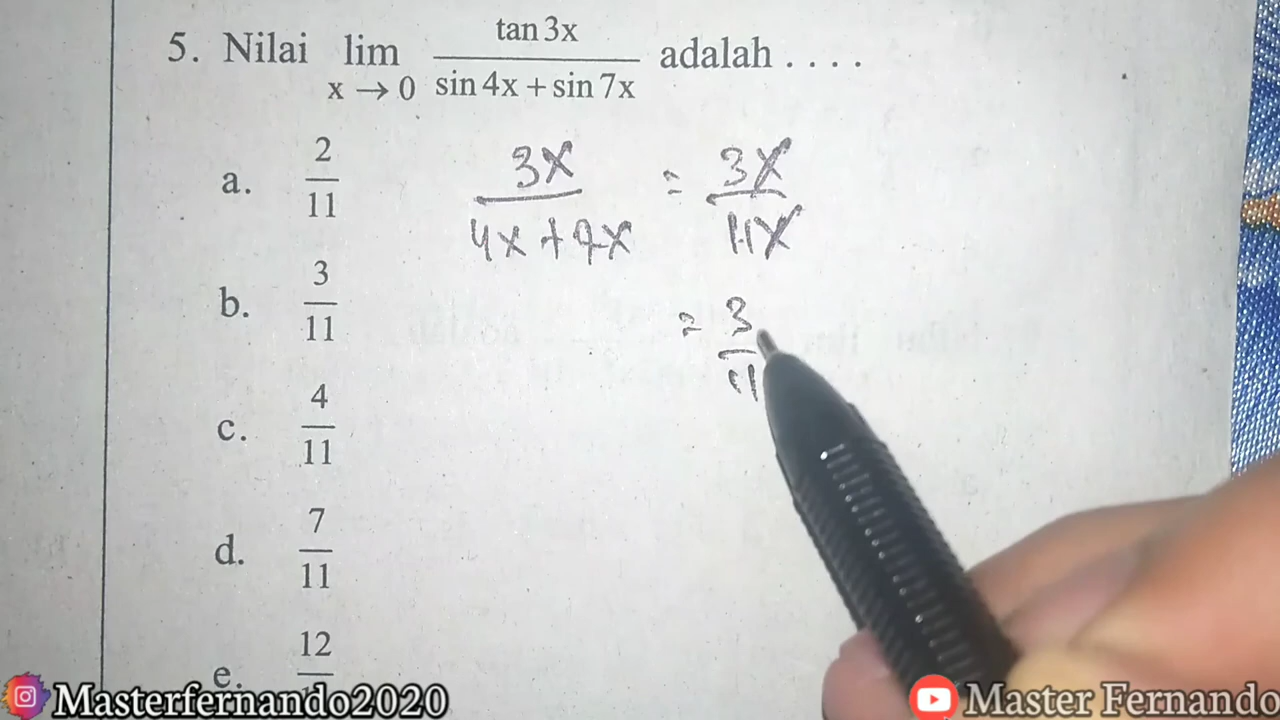 5. Nilai lim x → 0 tan 3x / sin 4x + sin 7x adalah . . . .
a. 2/11
b. 3/11
c. 4/11
d. 7/11
e. 12
3x / 4x + 7x = 3x / 11x
= 3/11
Masterfernando2020
Master Fernando